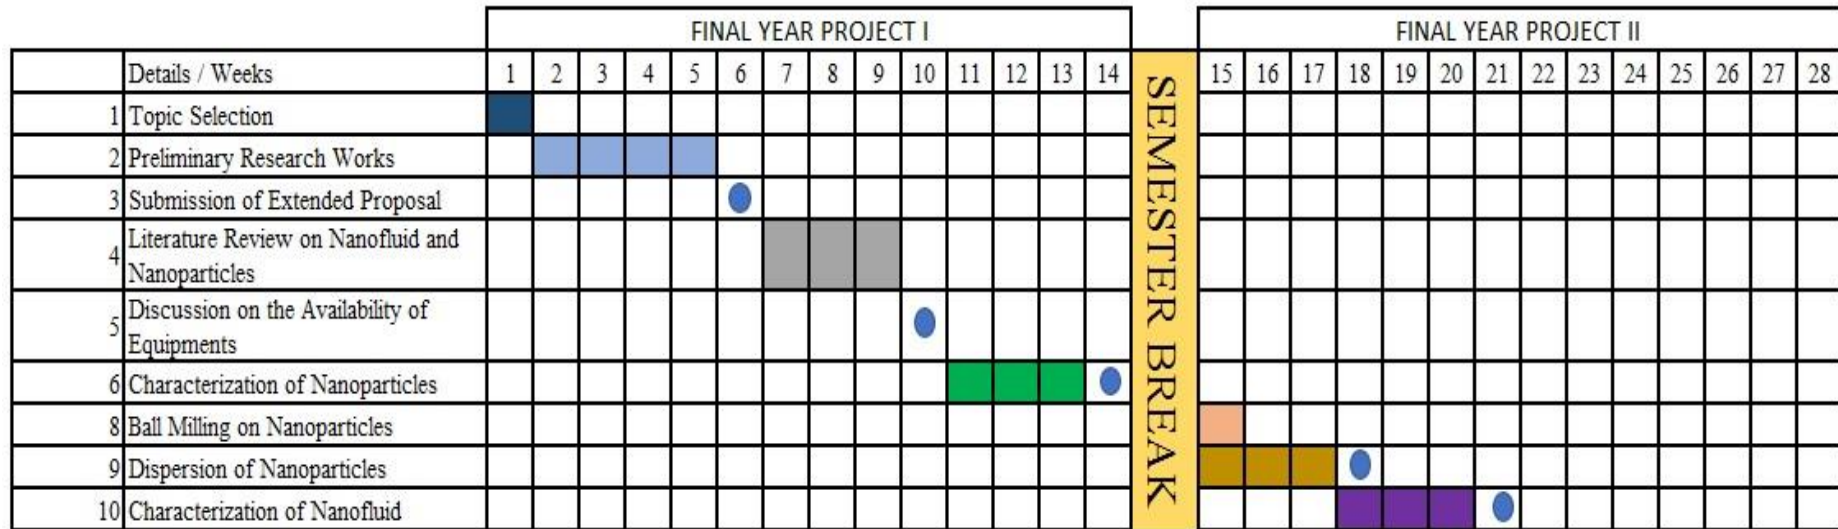 FINAL YEAR PROJECT I FINAL YEAR PROJECT II
Details / Weeks 1 2 3 4 5 6 7 8 9 10 11 12 13 14 15 16 17 18 19 20 21 22 23 24 25 26 27 28
1 Topic Selection
2 Preliminary Research Works
3 Submission of Extended Proposal
4 Literature Review on Nanofluid and
Nanoparticles
5 Discussion on the Availability of
Equipments
6 Characterization of Nanoparticles
8 Ball Milling on Nanoparticles
9 Dispersion of Nanoparticles
10 Characterization of Nanofluid
SEMESTER BREAK